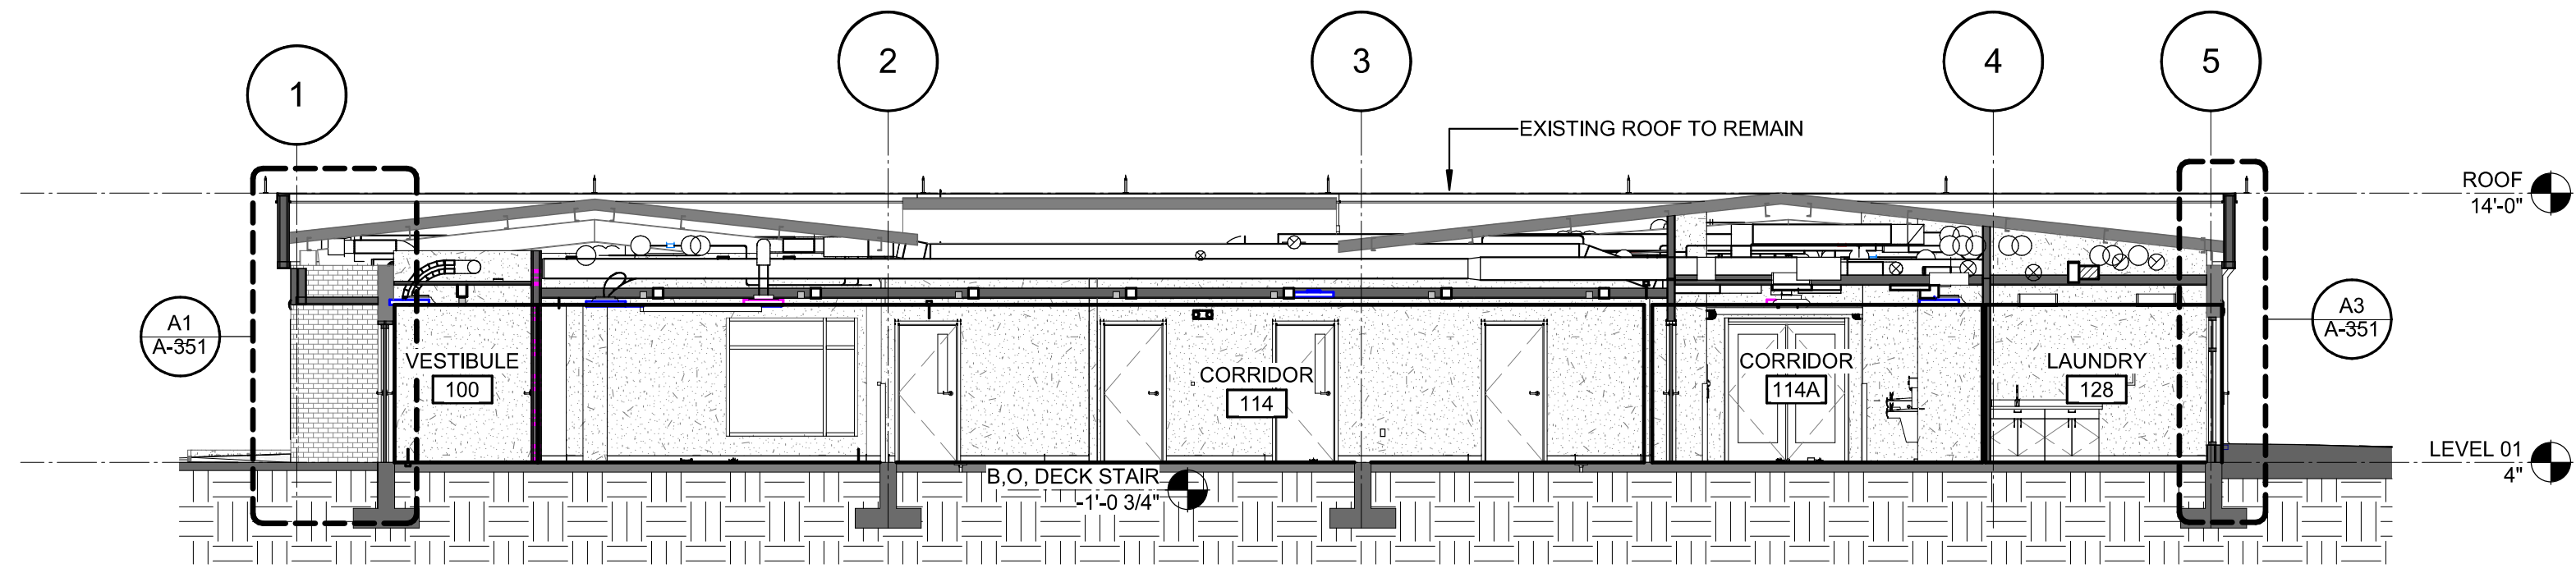 1
2
3
4
5
EXISTING ROOF TO REMAIN
ROOF
14'-0"
A1
A-351
A3
A-351
VESTIBULE
100
CORRIDOR
114
CORRIDOR
114A
LAUNDRY
128
LEVEL 01
4"
B,O, DECK STAIR
-1'-0 3/4"